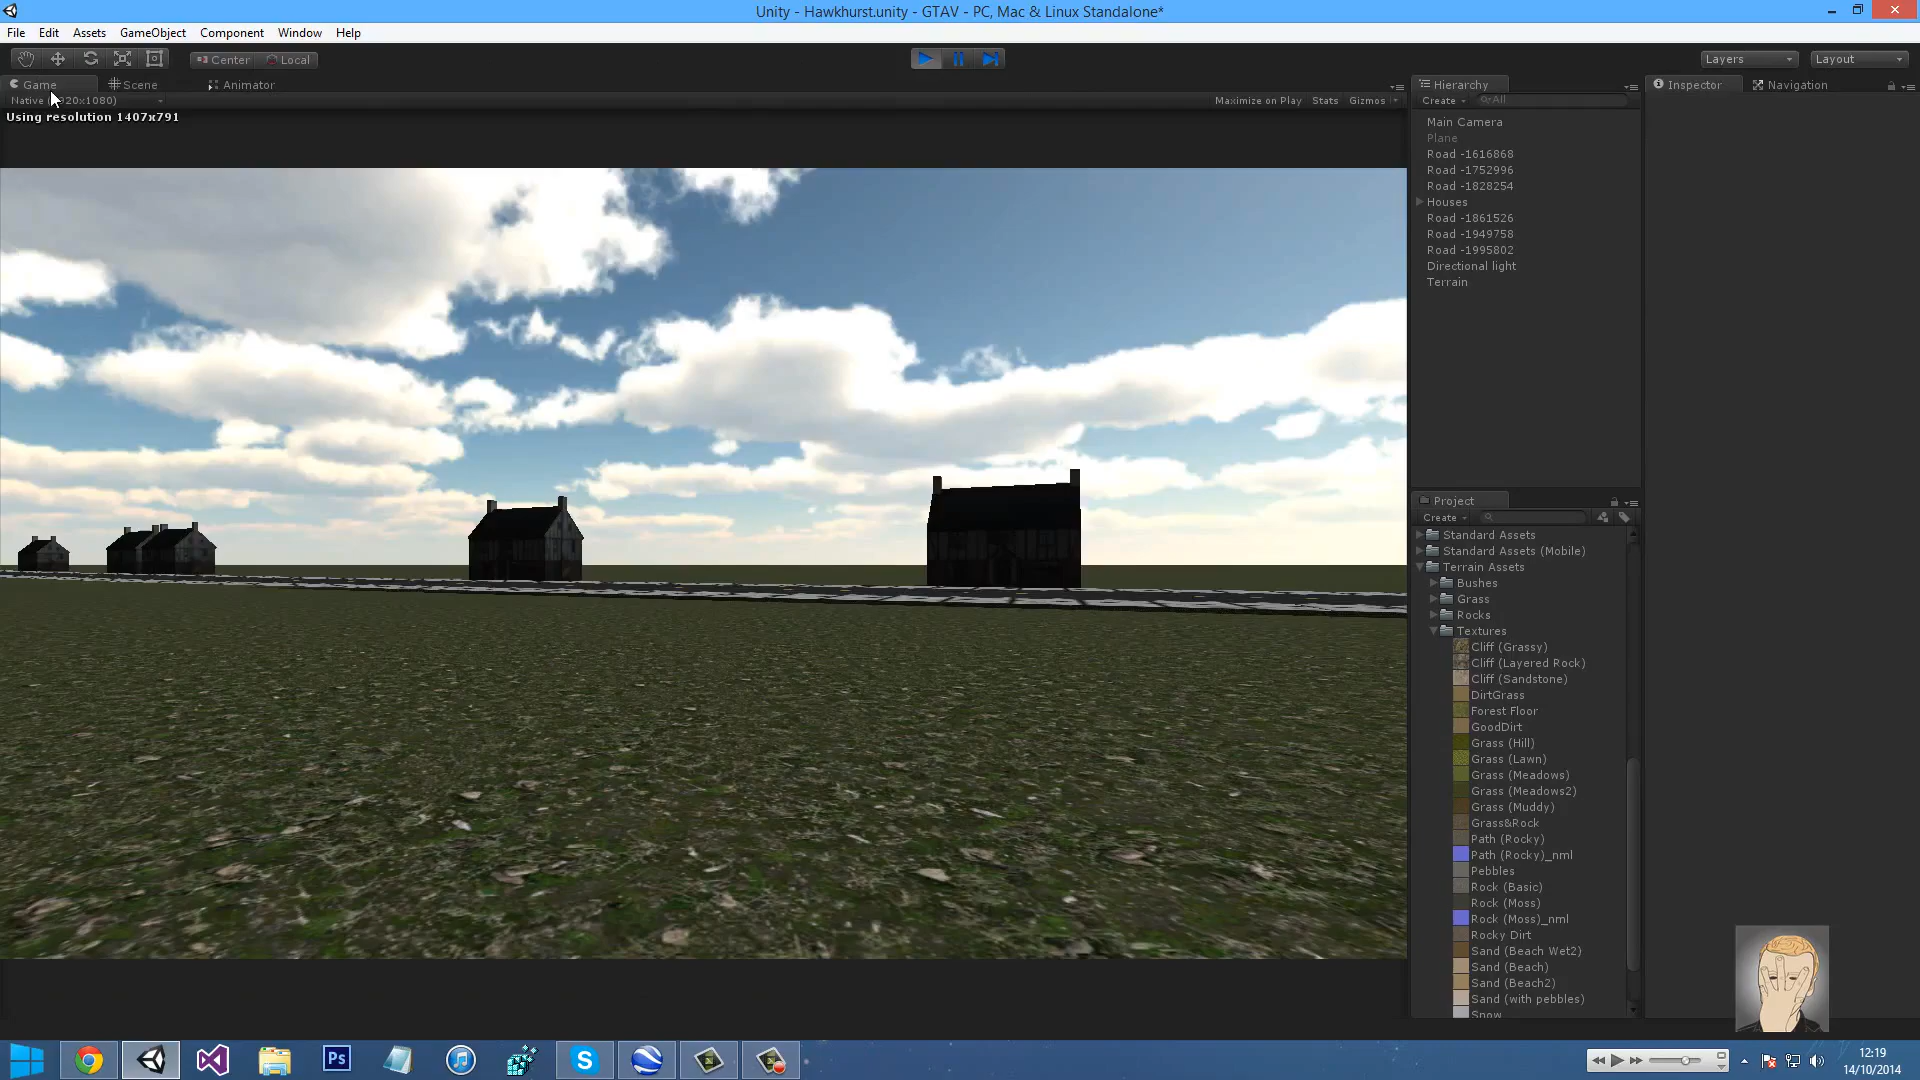 Unity - Hawkhurst.unity - GTAV - PC, Mac & Linux Standalone*
File Edit Assets GameObject Component Window Help
Center Local
Layers Layout
Game Scene Animator
Maximize on Play Stats Gizmos
Using resolution 1407x791
Hierarchy
Create All
Main Camera
Plane
Road -1616868
Road -1752996
Road -1828254
Houses
Road -1861526
Road -1949758
Road -1995802
Directional light
Terrain
Inspector Navigation
Project
Create
Standard Assets
Standard Assets (Mobile)
Terrain Assets
Bushes
Grass
Rocks
Textures
Cliff (Grassy)
Cliff (Layered Rock)
Cliff (Sandstone)
DirtGrass
Forest Floor
GoodDirt
Grass (Hill)
Grass (Lawn)
Grass (Meadows)
Grass (Meadows2)
Grass (Muddy)
Grass&Rock
Path (Rocky)
Path (Rocky)_nml
Pebbles
Rock (Basic)
Rock (Moss)
Rock (Moss)_nml
Rocky Dirt
Sand (Beach Wet2)
Sand (Beach)
Sand (Beach2)
Sand (with pebbles)
Snow
Ps
12:19
14/10/2014